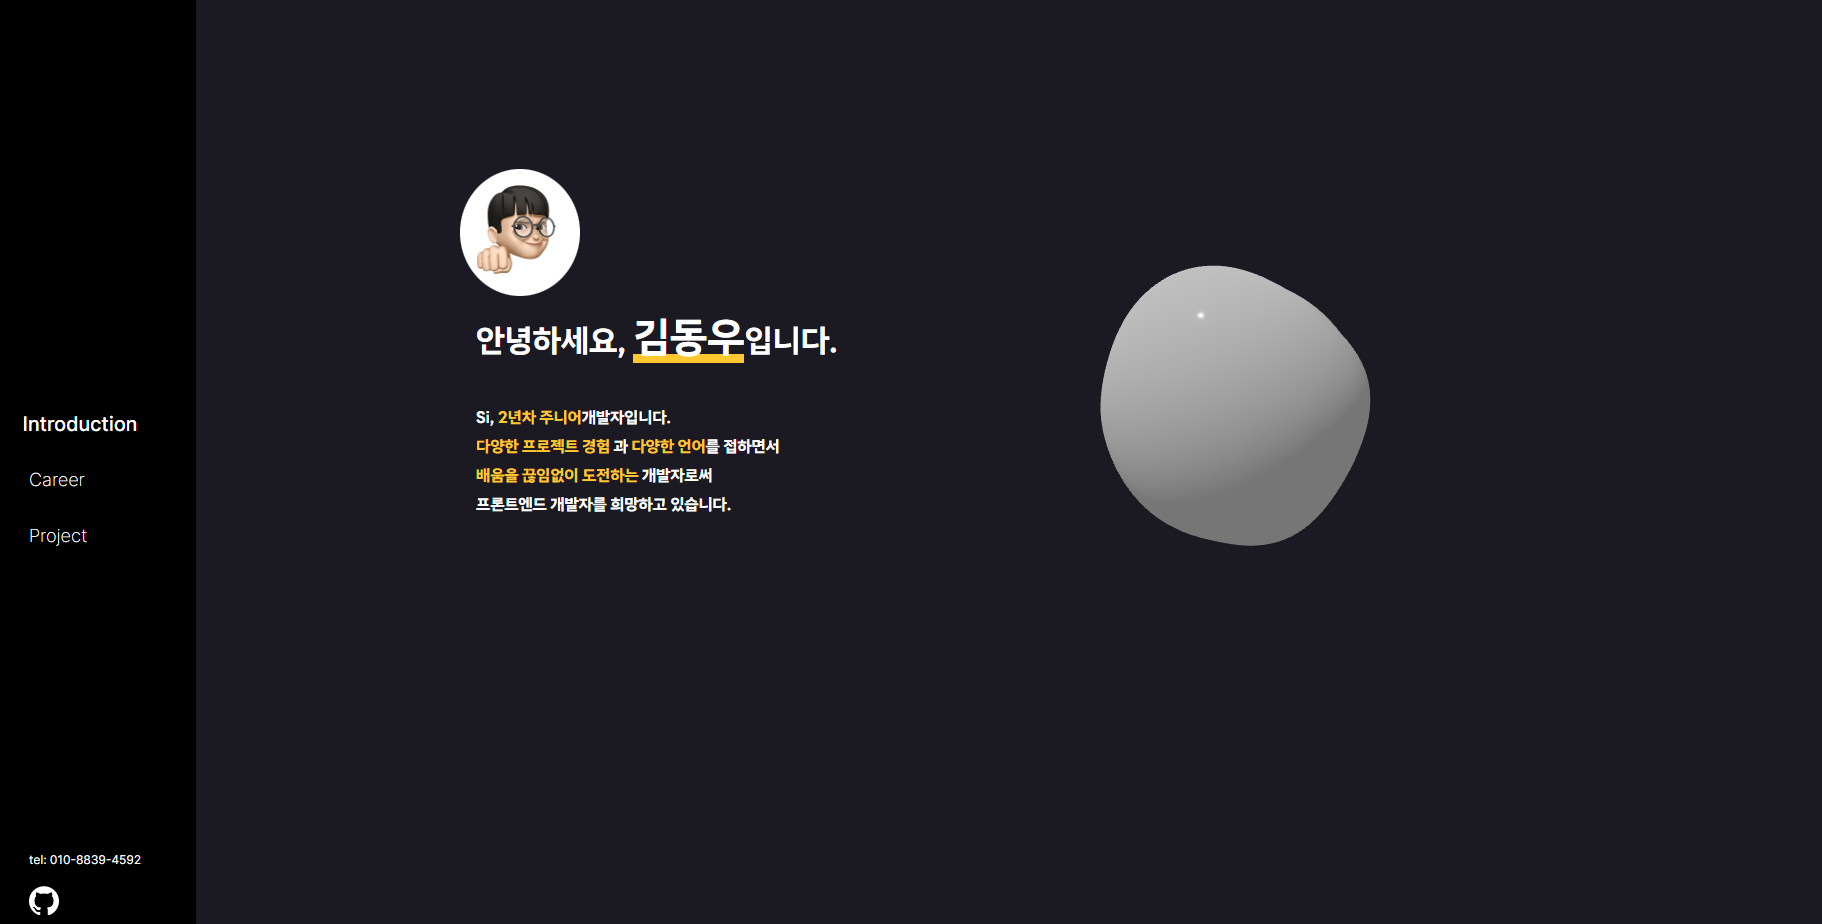 Introduction
Career
Project
tel: 010-8839-4592
안녕하세요, 김동우입니다.
Si, 2년차 주니어개발자입니다.
다양한 프로젝트 경험 과 다양한 언어를 접하면서
배움을 끊임없이 도전하는 개발자로써
프론트엔드 개발자를 희망하고 있습니다.